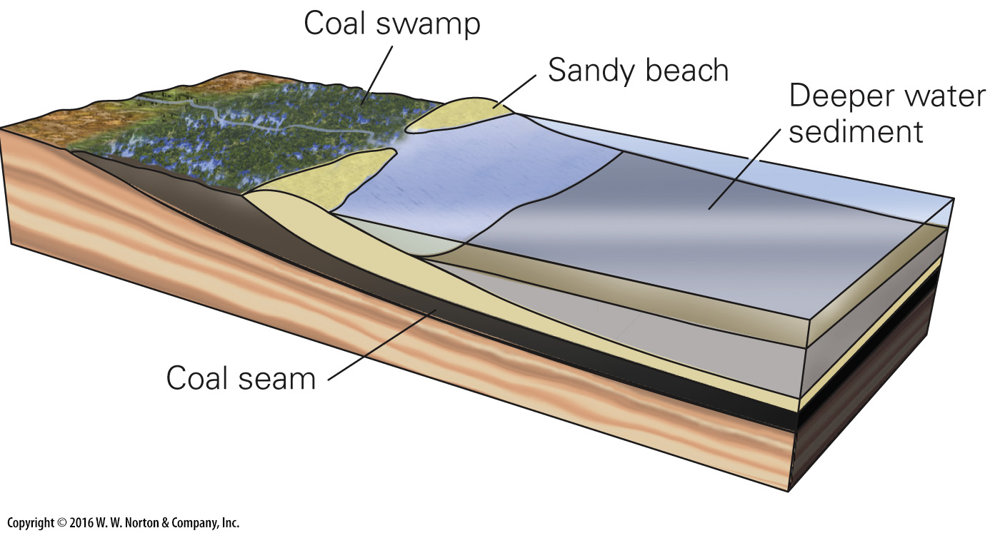 Coal swamp
Sandy beach
Deeper water
sediment
Coal seam
Copyright © 2016 W. W. Norton & Company, Inc.